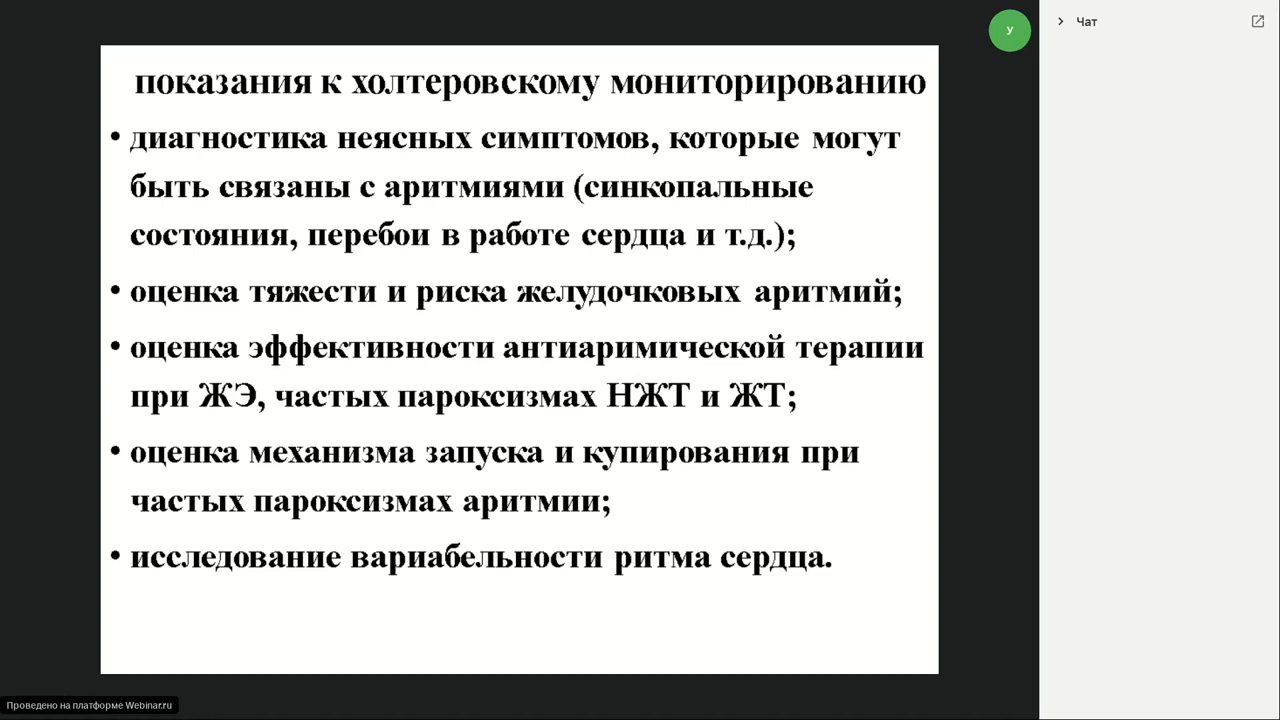 показания к холтеровскому мониторированию
• диагностика неясных симптомов, которые могут
быть связаны с аритмиями (синкопальные
состояния, перебои в работе сердца и т.д.);
• оценка тяжести и риска желудочковых аритмий;
• оценка эффективности антиаримической терапии
при ЖЭ, частых пароксизмах НЖТ и ЖТ;
• оценка механизма запуска и купирования при
частых пароксизмах аритмии;
• исследование вариабельности ритма сердца.
У
Чат
Проведено на платформе Webinar.ru